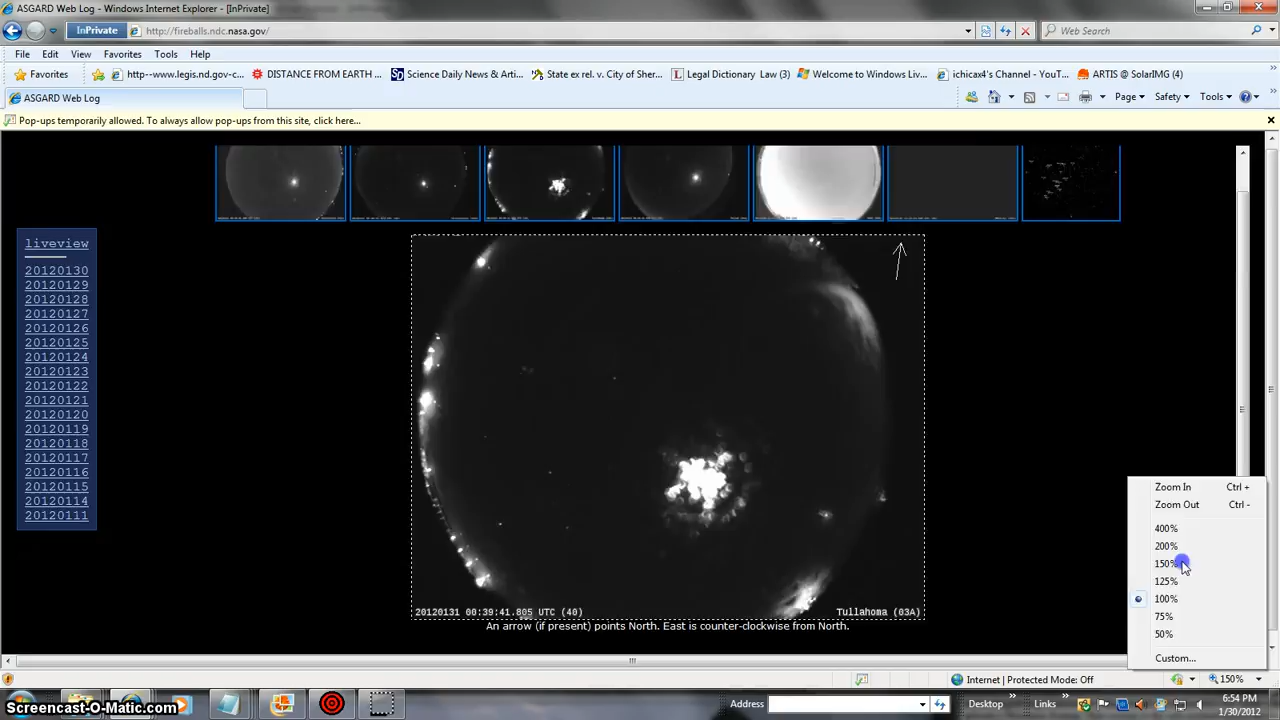 ASGARD Web Log - Windows Internet Explorer - [InPrivate]
InPrivate http://fireballs.ndc.nasa.gov/ Web Search
File Edit View Favorites Tools Help
Favorites http--www.legis.nd.gov-c... DISTANCE FROM EARTH ... Science Daily News & Arti... State ex rel. v. City of Sher... Legal Dictionary Law (3) Welcome to Windows Liv... ichicax4's Channel - YouT... ARTIS @ SolarIMG (4)
ASGARD Web Log Page Safety Tools
Pop-ups temporarily allowed. To always allow pop-ups from this site, click here...
liveview
20120130
20120129
20120128
20120127
20120126
20120125
20120124
20120123
20120122
20120121
20120120
20120119
20120118
20120117
20120116
20120115
20120114
20120111
20120131 00:39:41.805 UTC (40) Tullahoma (03A)
An arrow (if present) points North. East is counter-clockwise from North.
Zoom In Ctrl +
Zoom Out Ctrl -
400%
200%
150%
125%
100%
75%
50%
Custom...
Internet | Protected Mode: Off 150%
Screencast-O-Matic.com Address Desktop Links 6:54 PM
1/30/2012